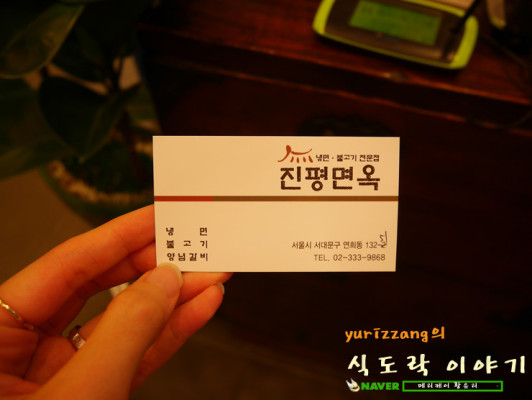 냉면 · 불고기 전문점
진평면옥
냉 면
불고기
양념갈비
서울시 서대문구 연희동 132-
TEL. 02-333-9868
yurizzang의
식도락 이야기
NAVER